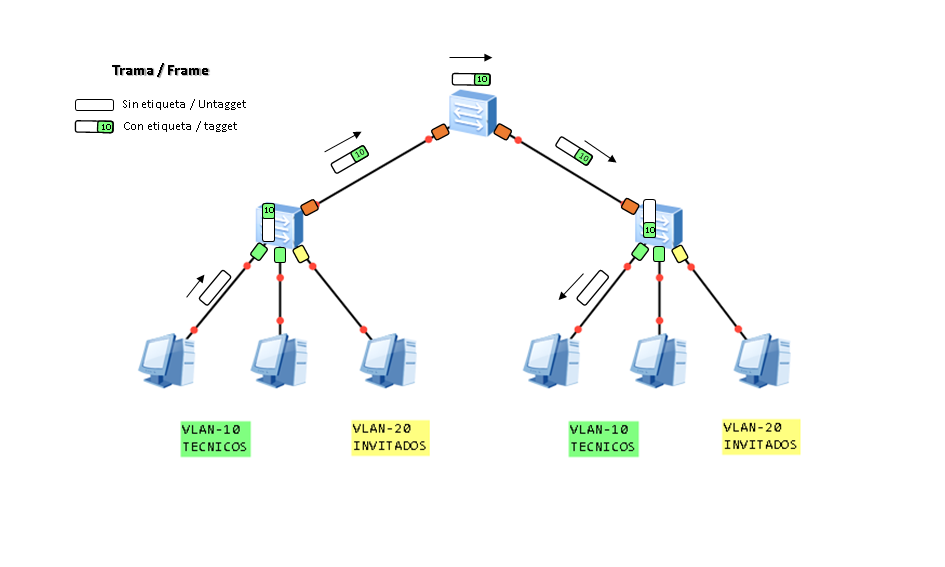 Trama / Frame
Sin etiqueta / Untagget
10
Con etiqueta / tagget
10
10
10
10
10
VLAN-10
TECNICOS
VLAN-20
INVITADOS
VLAN-10
TECNICOS
VLAN-20
INVITADOS